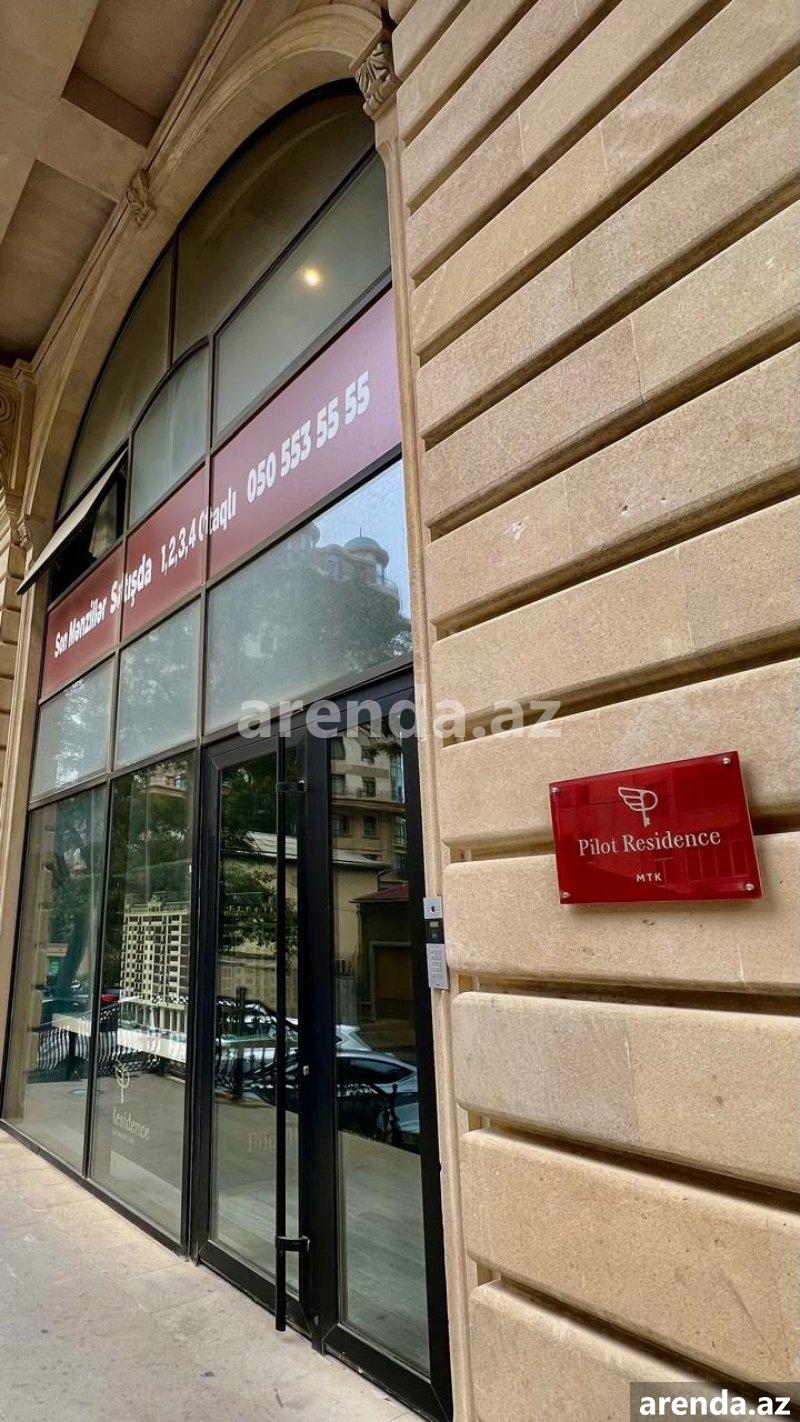 Son Mənzillər Satışda 1,2,3,4 Otaqlı 050 553 55 55
arenda.az
Pilot Residence
MTK
Residence
Pilot
arenda.az